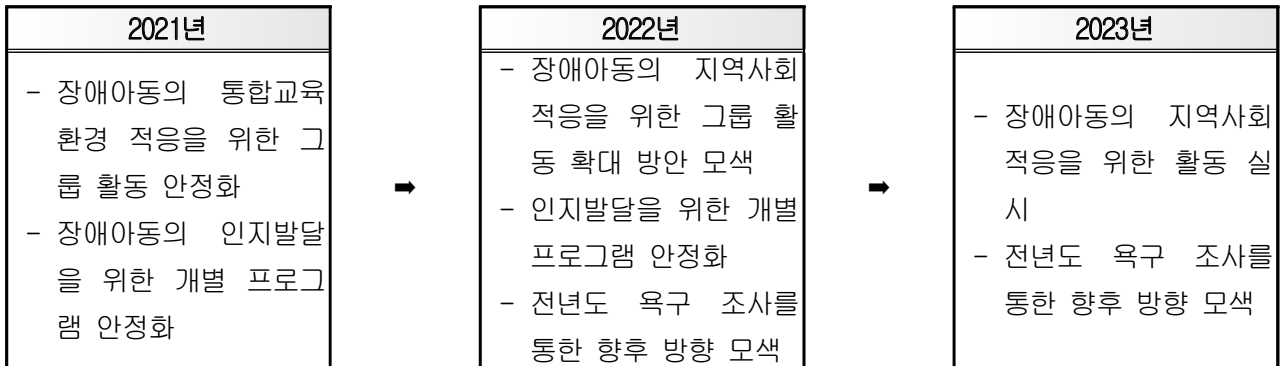 2021년
- 장애아동의 통합교육
환경 적응을 위한 그
룹 활동 안정화
- 장애아동의 인지발달
을 위한 개별 프로그
램 안정화
➡
2022년
- 장애아동의 지역사회
적응을 위한 그룹 활
동 확대 방안 모색
- 인지발달을 위한 개별
프로그램 안정화
- 전년도 욕구 조사를
통한 향후 방향 모색
➡
2023년
- 장애아동의 지역사회
적응을 위한 활동 실
시
- 전년도 욕구 조사를
통한 향후 방향 모색